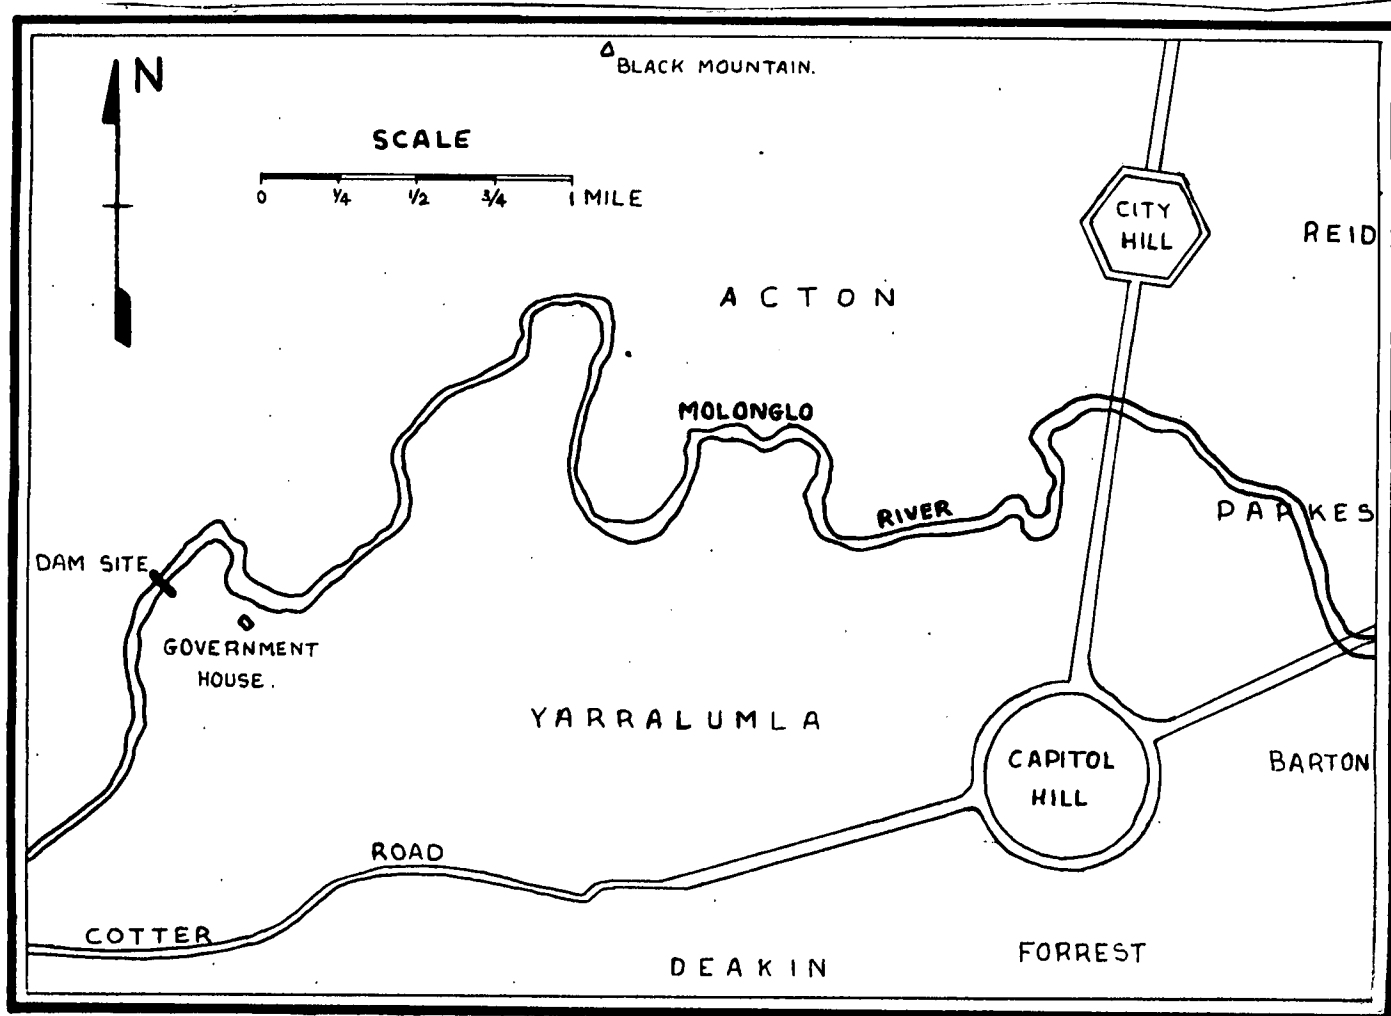 N
BLACK MOUNTAIN.
SCALE
0 1/4 1/2 3/4 1 MILE
CITY
HILL
REID
ACTON
MOLONGLO
RIVER
PARKES
DAM SITE
GOVERNMENT
HOUSE.
YARRALUMLA
CAPITOL
HILL
BARTON
ROAD
COTTER
FORREST
DEAKIN